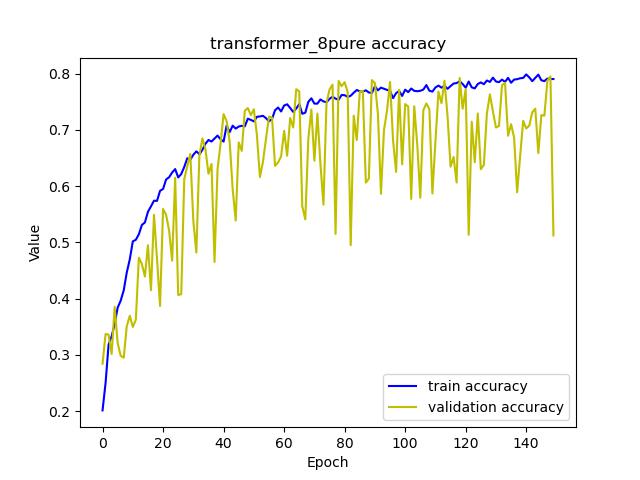 transformer_8pure accuracy
0.8
0.7
0.6
0.5
0.4
0.3
0.2
Value
0 20 40 60 80 100 120 140
Epoch
train accuracy
validation accuracy